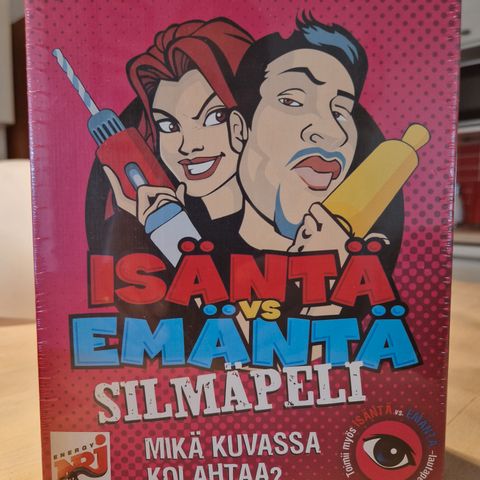 ISÄNTÄ
VS
EMÄNTÄ
SILMÄPELI
MIKÄ KUVASSA
KOLAHTAA?
ENERGY
NRJ
Toimii myös ISÄNTÄ vs. EMÄNTÄ